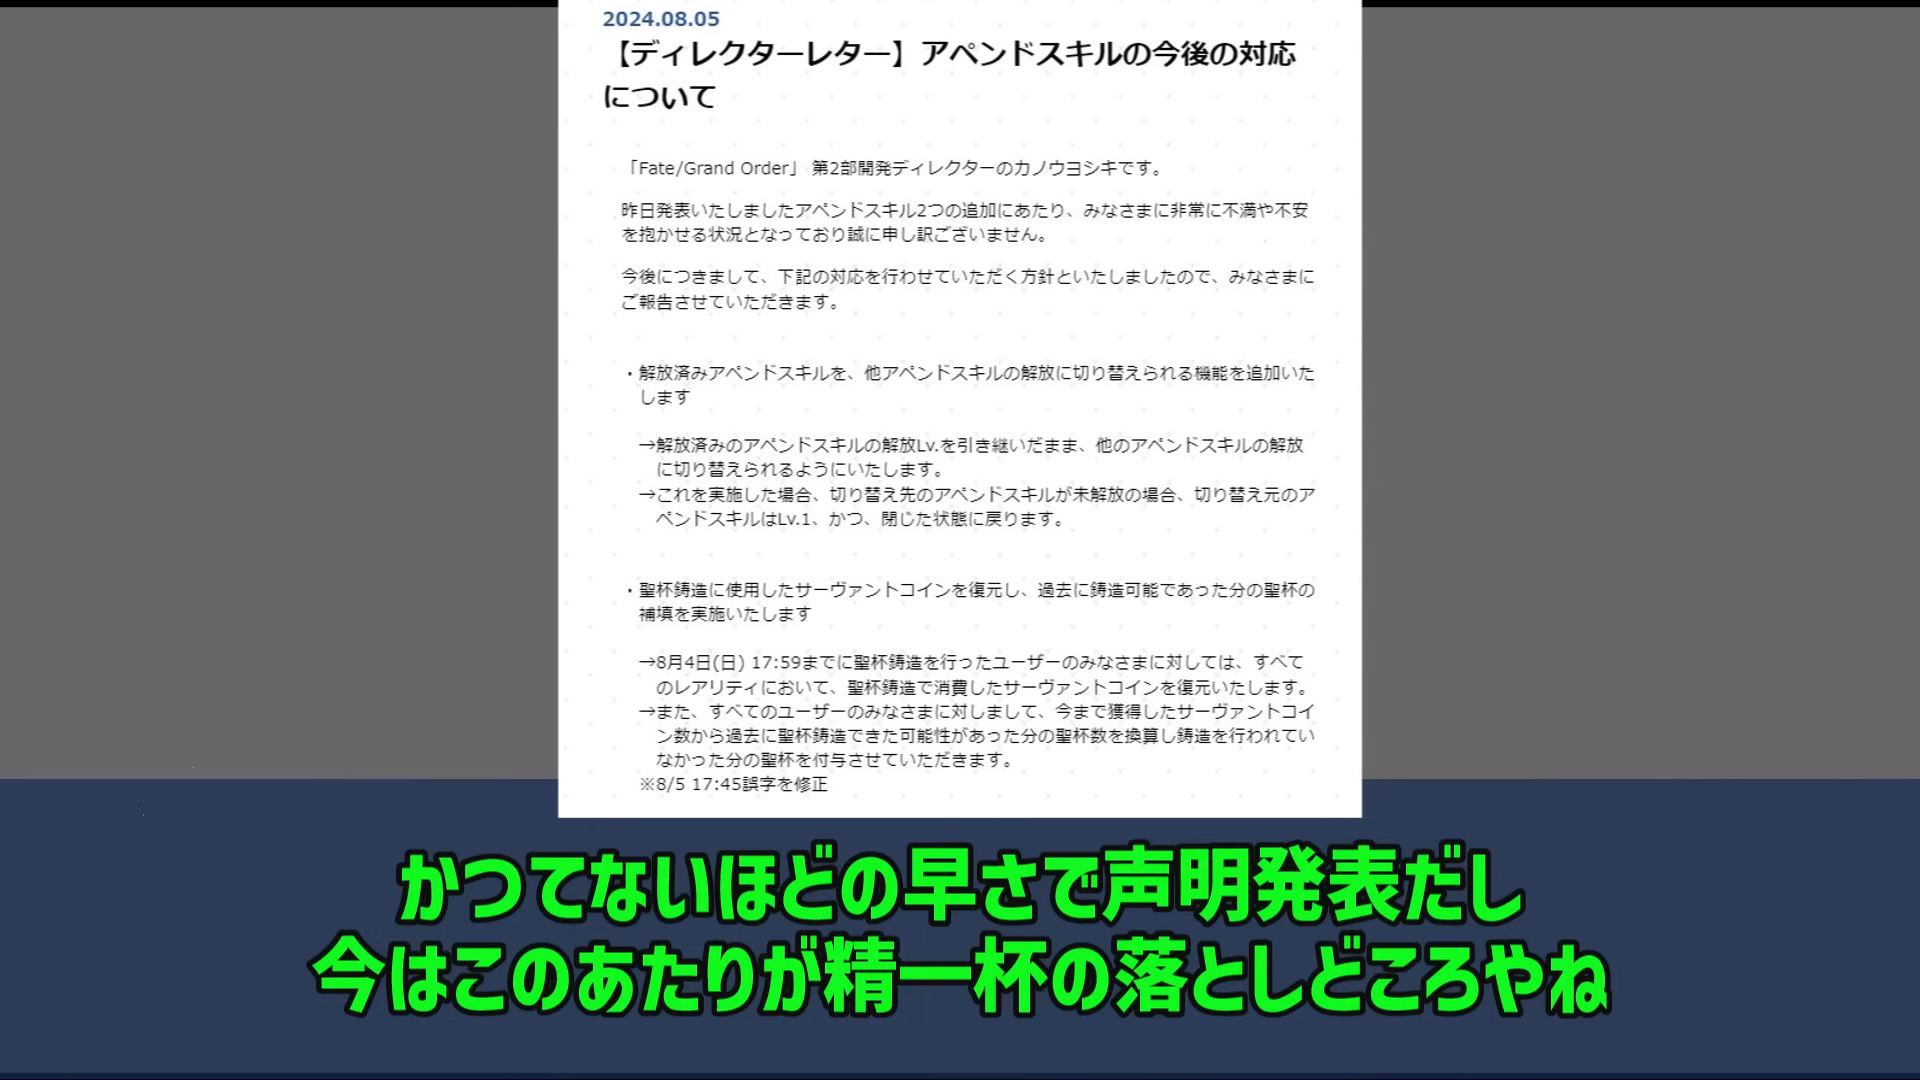 2024.08.05
【ディレクターレター】アペンドスキルの今後の対応
について
「Fate/Grand Order」 第2部開発ディレクターのカノウヨシキです。
昨日発表いたしましたアペンドスキル2つの追加にあたり、みなさまに非常に不満や不安
を抱かせる状況となっており誠に申し訳ございません。
今後につきまして、下記の対応を行わせていただく方針といたしましたので、みなさまに
ご報告させていただきます。
・解放済みアペンドスキルを、他アペンドスキルの解放に切り替えられる機能を追加いた
します
→解放済みのアペンドスキルの解放Lv.を引き継いだまま、他のアペンドスキルの解放
に切り替えられるようにいたします。
→これを実施した場合、切り替え先のアペンドスキルが未解放の場合、切り替え元のア
ペンドスキルはLv.1、かつ、閉じた状態に戻ります。
・聖杯鋳造に使用したサーヴァントコインを復元し、過去に鋳造可能であった分の聖杯の
補填を実施いたします
→8月4日(日) 17:59までに聖杯鋳造を行ったユーザーのみなさまに対しては、すべて
のレアリティにおいて、聖杯鋳造で消費したサーヴァントコインを復元いたします。
→また、すべてのユーザーのみなさまに対しまして、今まで獲得したサーヴァントコイ
ン数から過去に聖杯鋳造できた可能性があった分の聖杯数を換算し鋳造を行われてい
なかった分の聖杯を付与させていただきます。
※8/5 17:45誤字を修正
かつてないほどの早さで声明発表だし
今はこのあたりが精一杯の落としどころやね